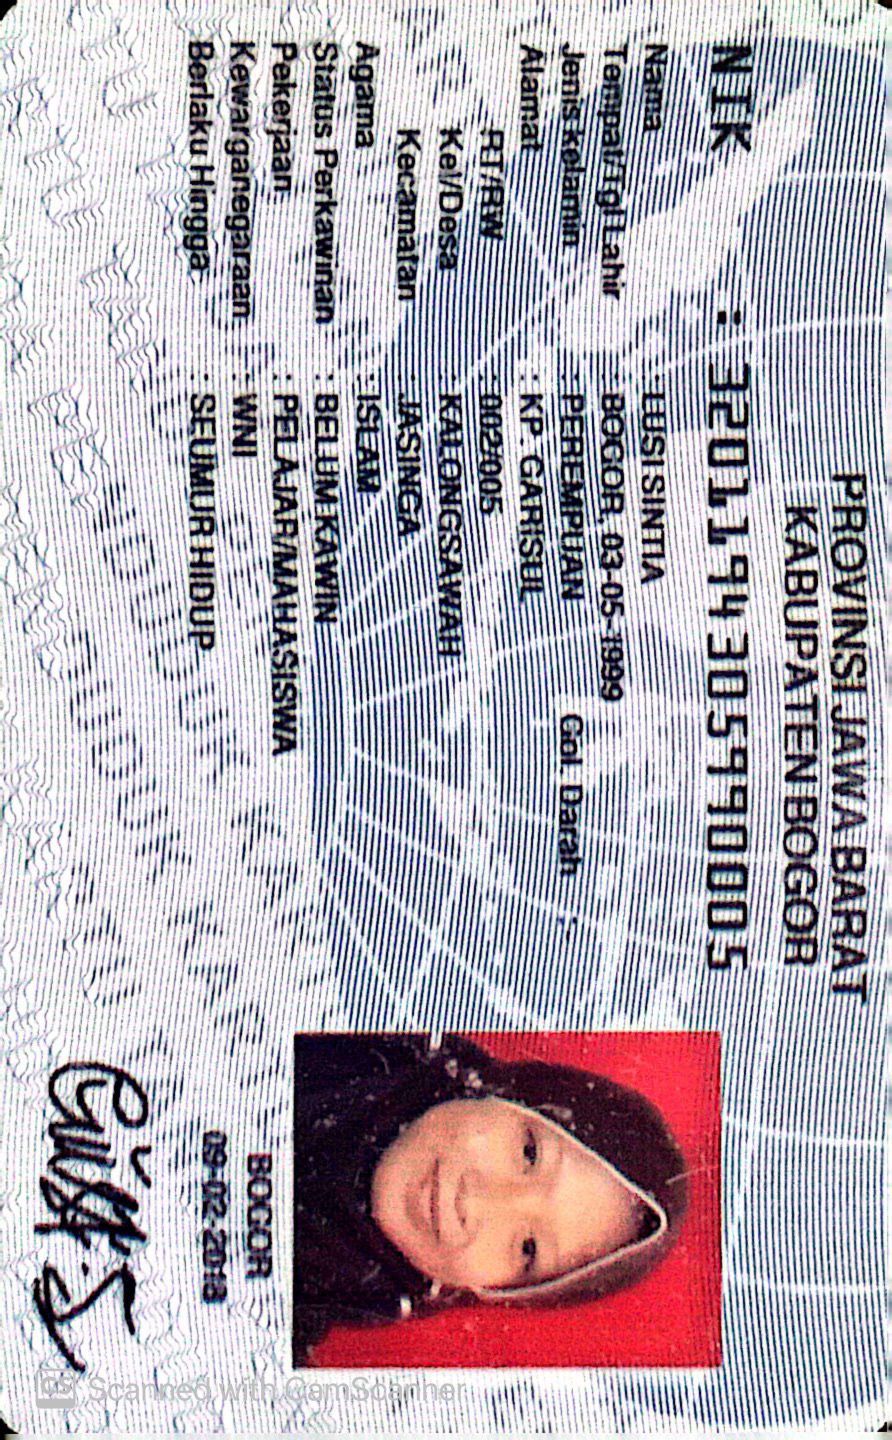 PROVINSI JAWA BARAT
KABUPATEN BOGOR
NIK : 3201194305990005
Nama : LUSI SINTIA
Tempat/Tgl Lahir : BOGOR, 03-05-1999
Jenis kelamin : PEREMPUAN Gol. Darah : -
Alamat : KP. GARISUL
RT/RW : 002/005
Kel/Desa : KALONGSAWAH
Kecamatan : JASINGA
Agama : ISLAM
Status Perkawinan : BELUM KAWIN
Pekerjaan : PELAJAR/MAHASISWA
Kewarganegaraan : WNI
Berlaku Hingga : SEUMUR HIDUP
BOGOR
09-02-2018
CS Scanned With CamScanner